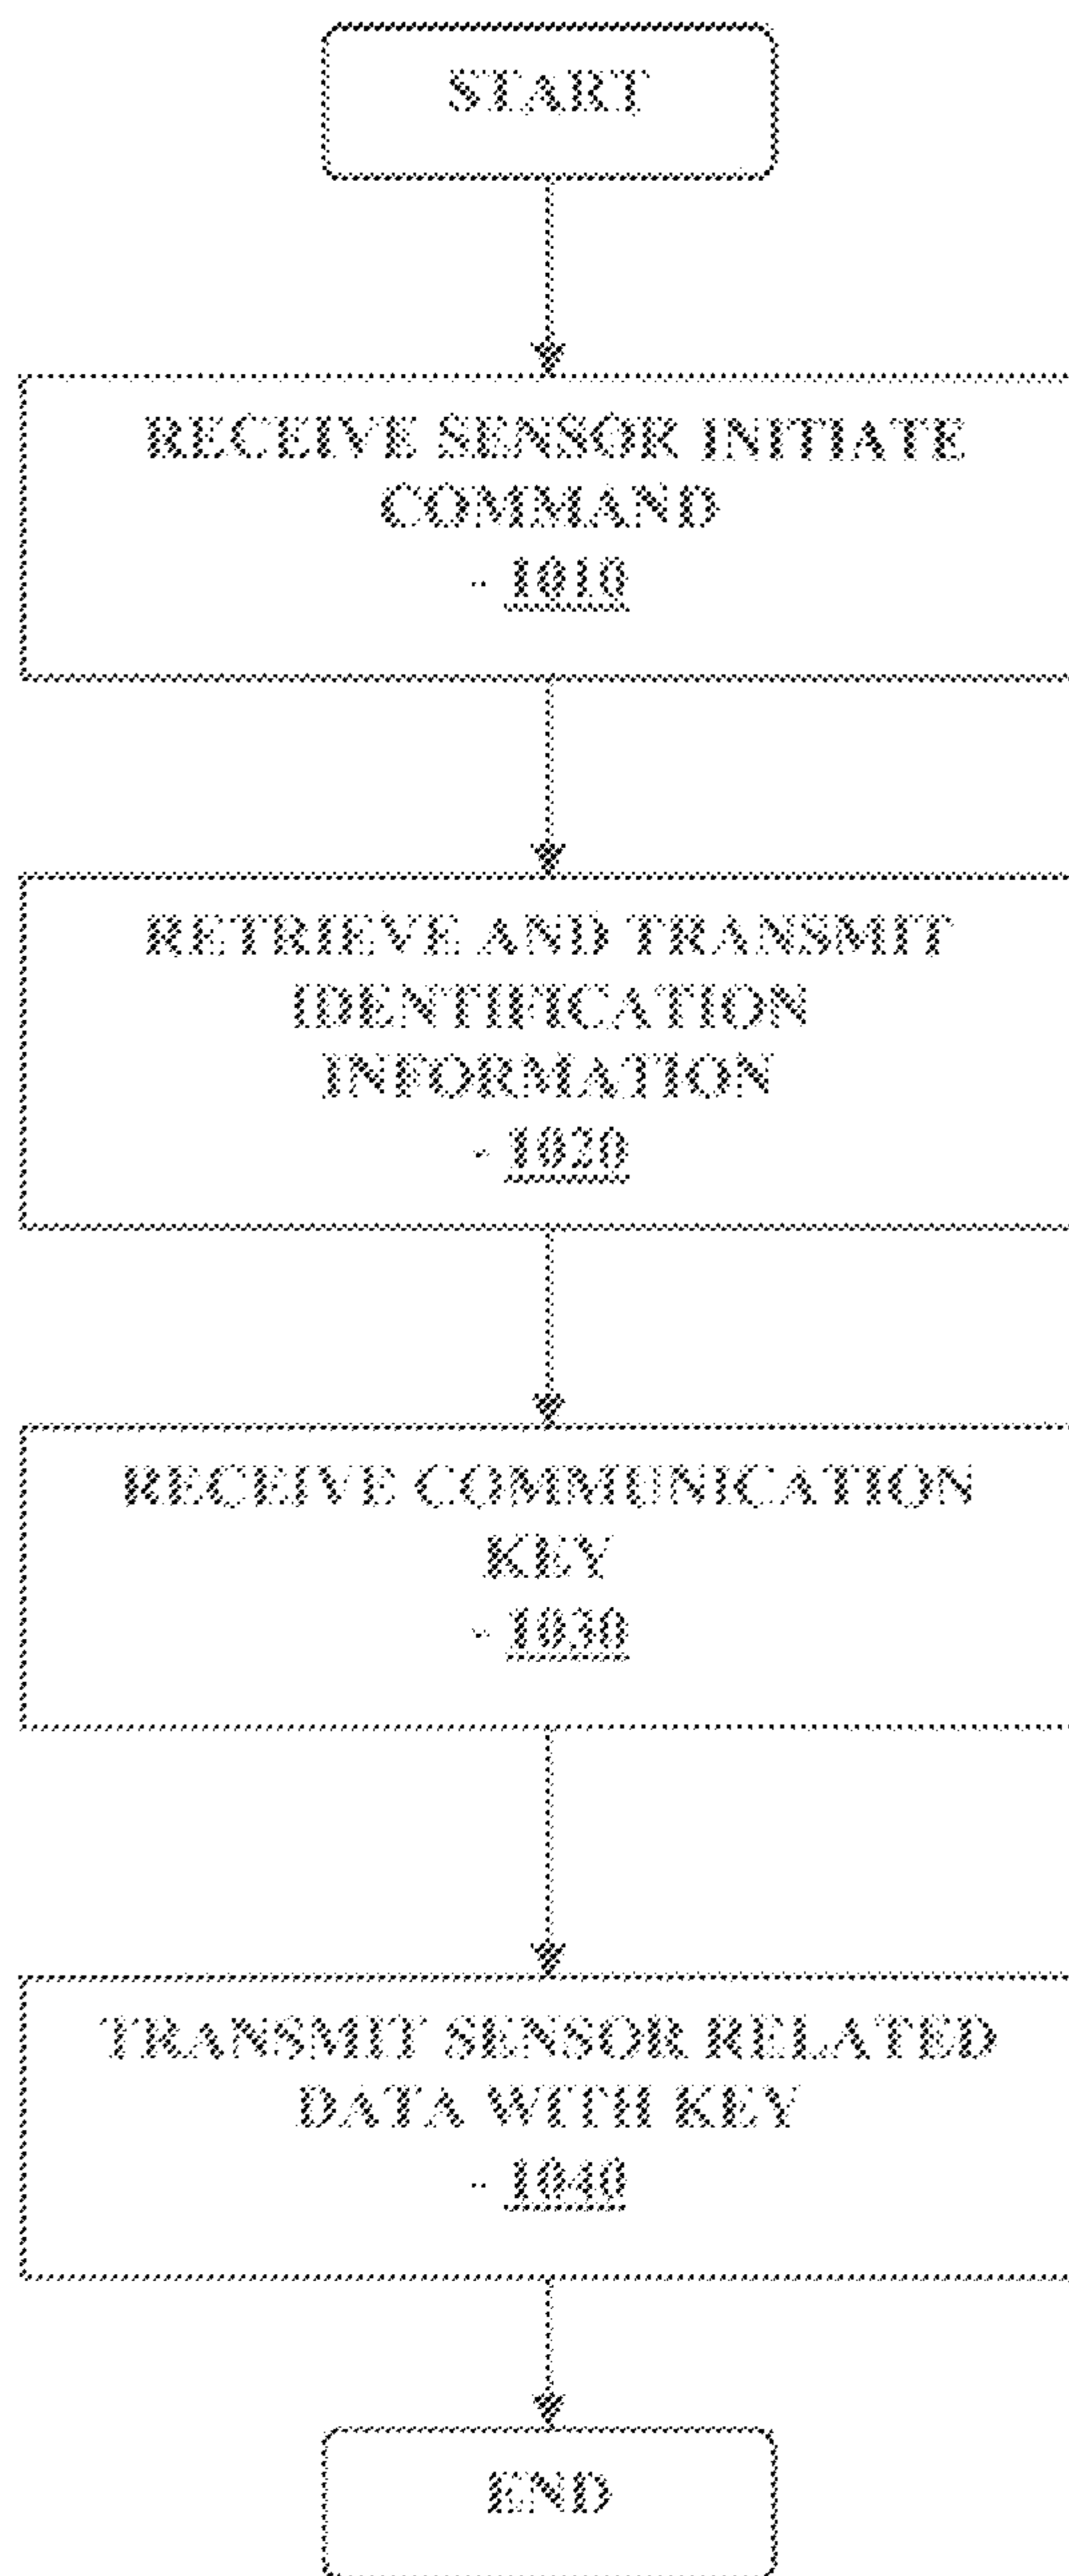 START
RECEIVE SENSOR INITIATE
COMMAND
- 1010
RETRIEVE AND TRANSMIT
IDENTIFICATION
INFORMATION
- 1020
RECEIVE COMMUNICATION
KEY
- 1030
TRANSMIT SENSOR RELATED
DATA WITH KEY
- 1040
END